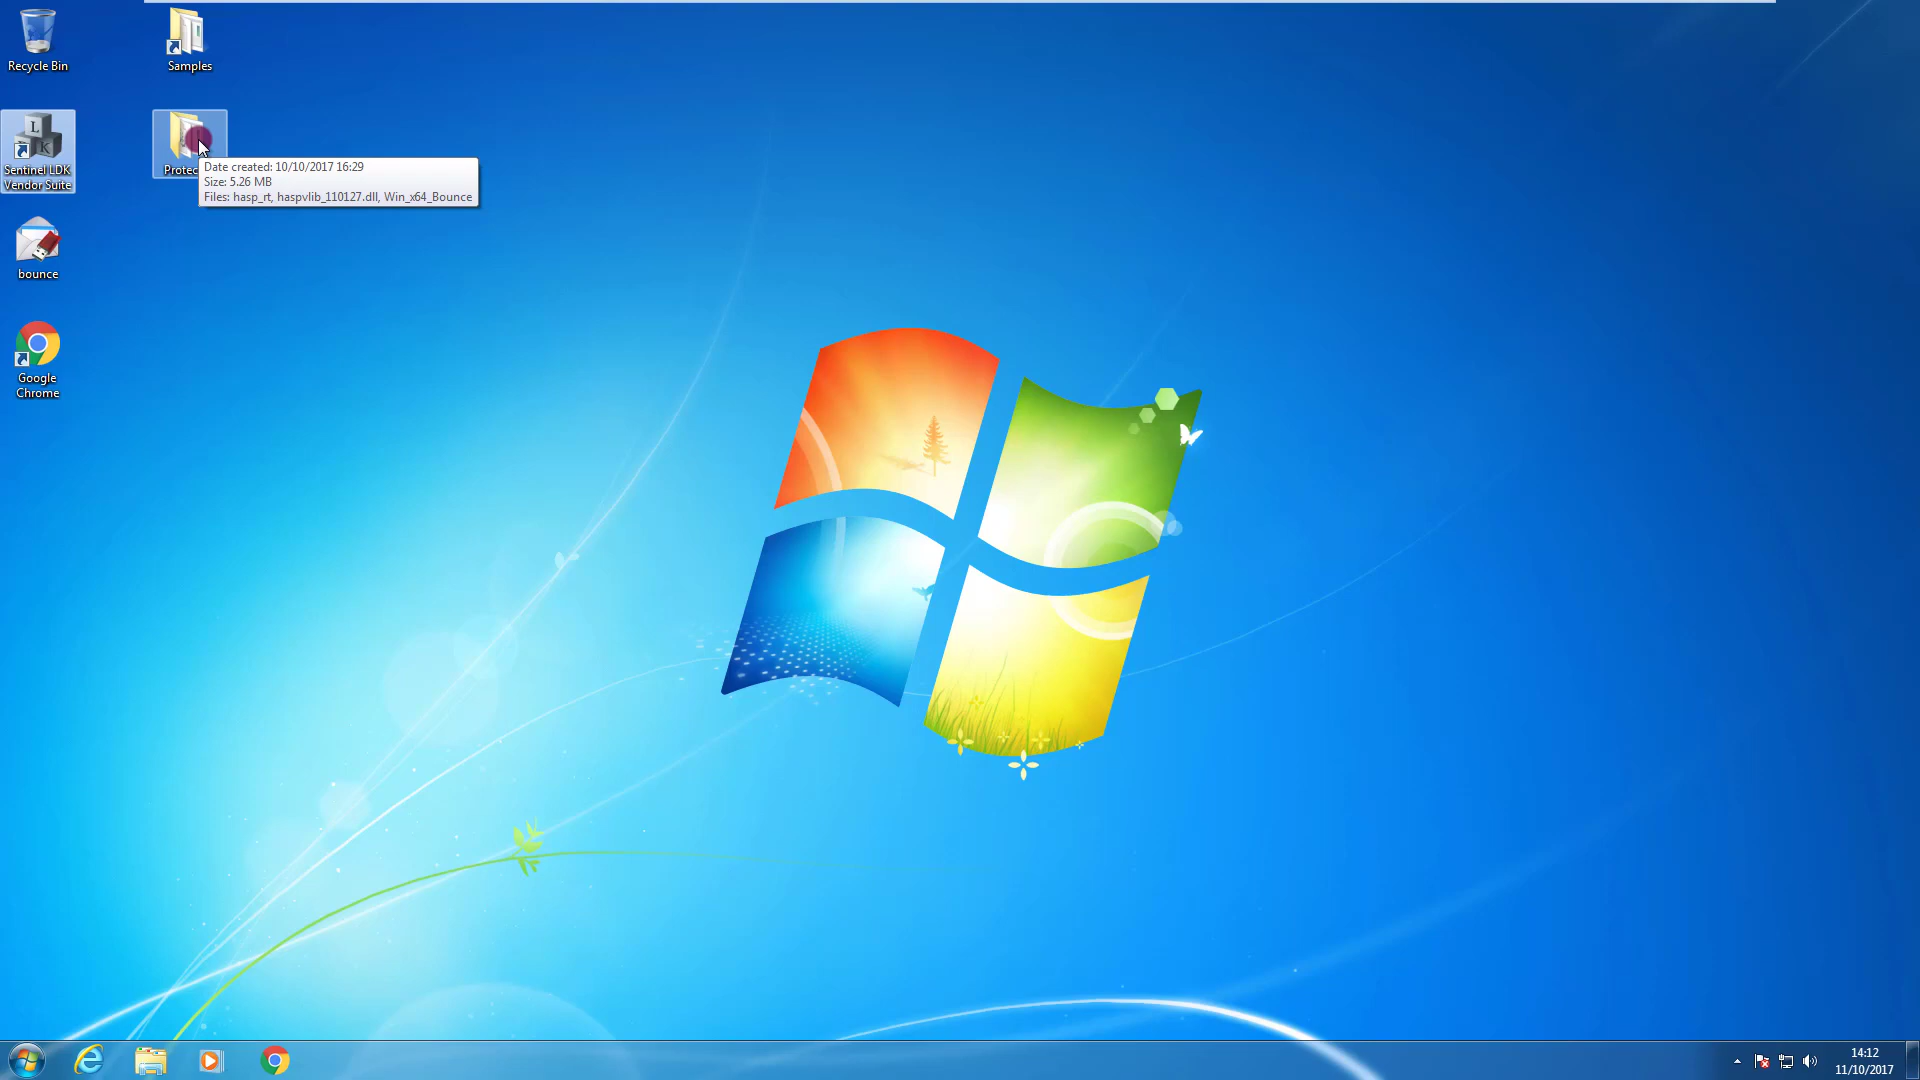 Recycle Bin
Samples
Sentinel LDK
Vendor Suite
Date created: 10/10/2017 16:29
Size: 5.26 MB
Files: hasp_rt, haspvlib_110127.dll, Win_x64_Bounce
bounce
Google
Chrome
14:12
11/10/2017